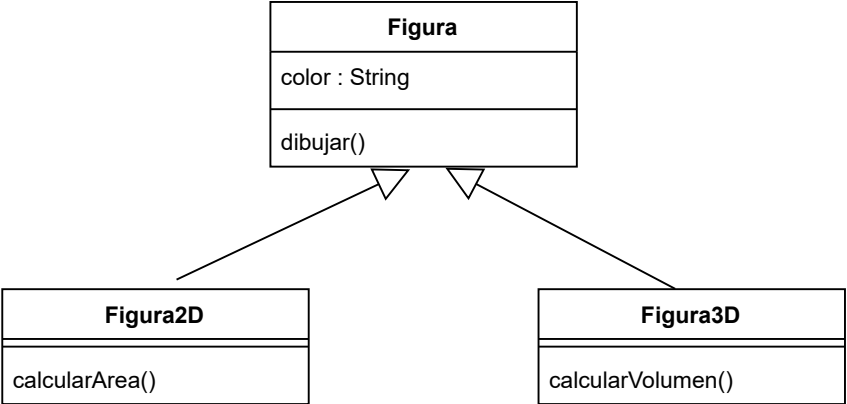 Figura
color : String
dibujar()
Figura2D
calcularArea()
Figura3D
calcularVolumen()